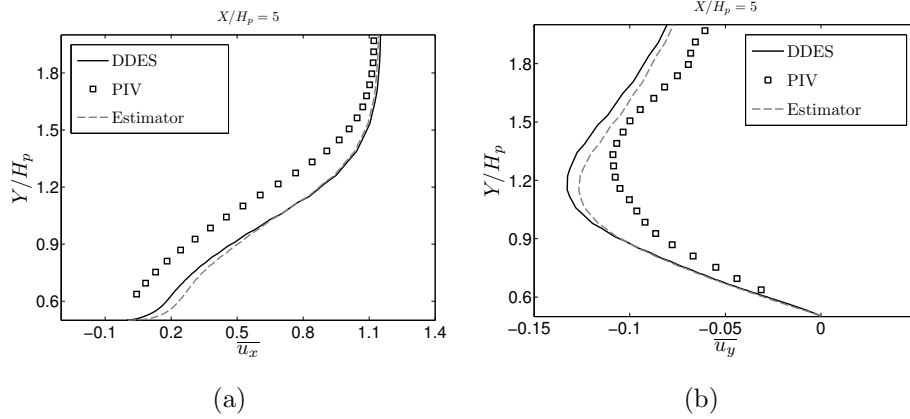 X/H_p = 5
DDES
PIV
Estimator
1.8
1.5
1.2
0.9
0.6
Y/H_p
−0.1 0.2 0.5 0.8 1.1 1.4
\overline{u_x}
(a)
X/H_p = 5
DDES
PIV
Estimator
1.8
1.5
1.2
0.9
0.6
Y/H_p
−0.15 −0.1 −0.05 0
\overline{u_y}
(b)